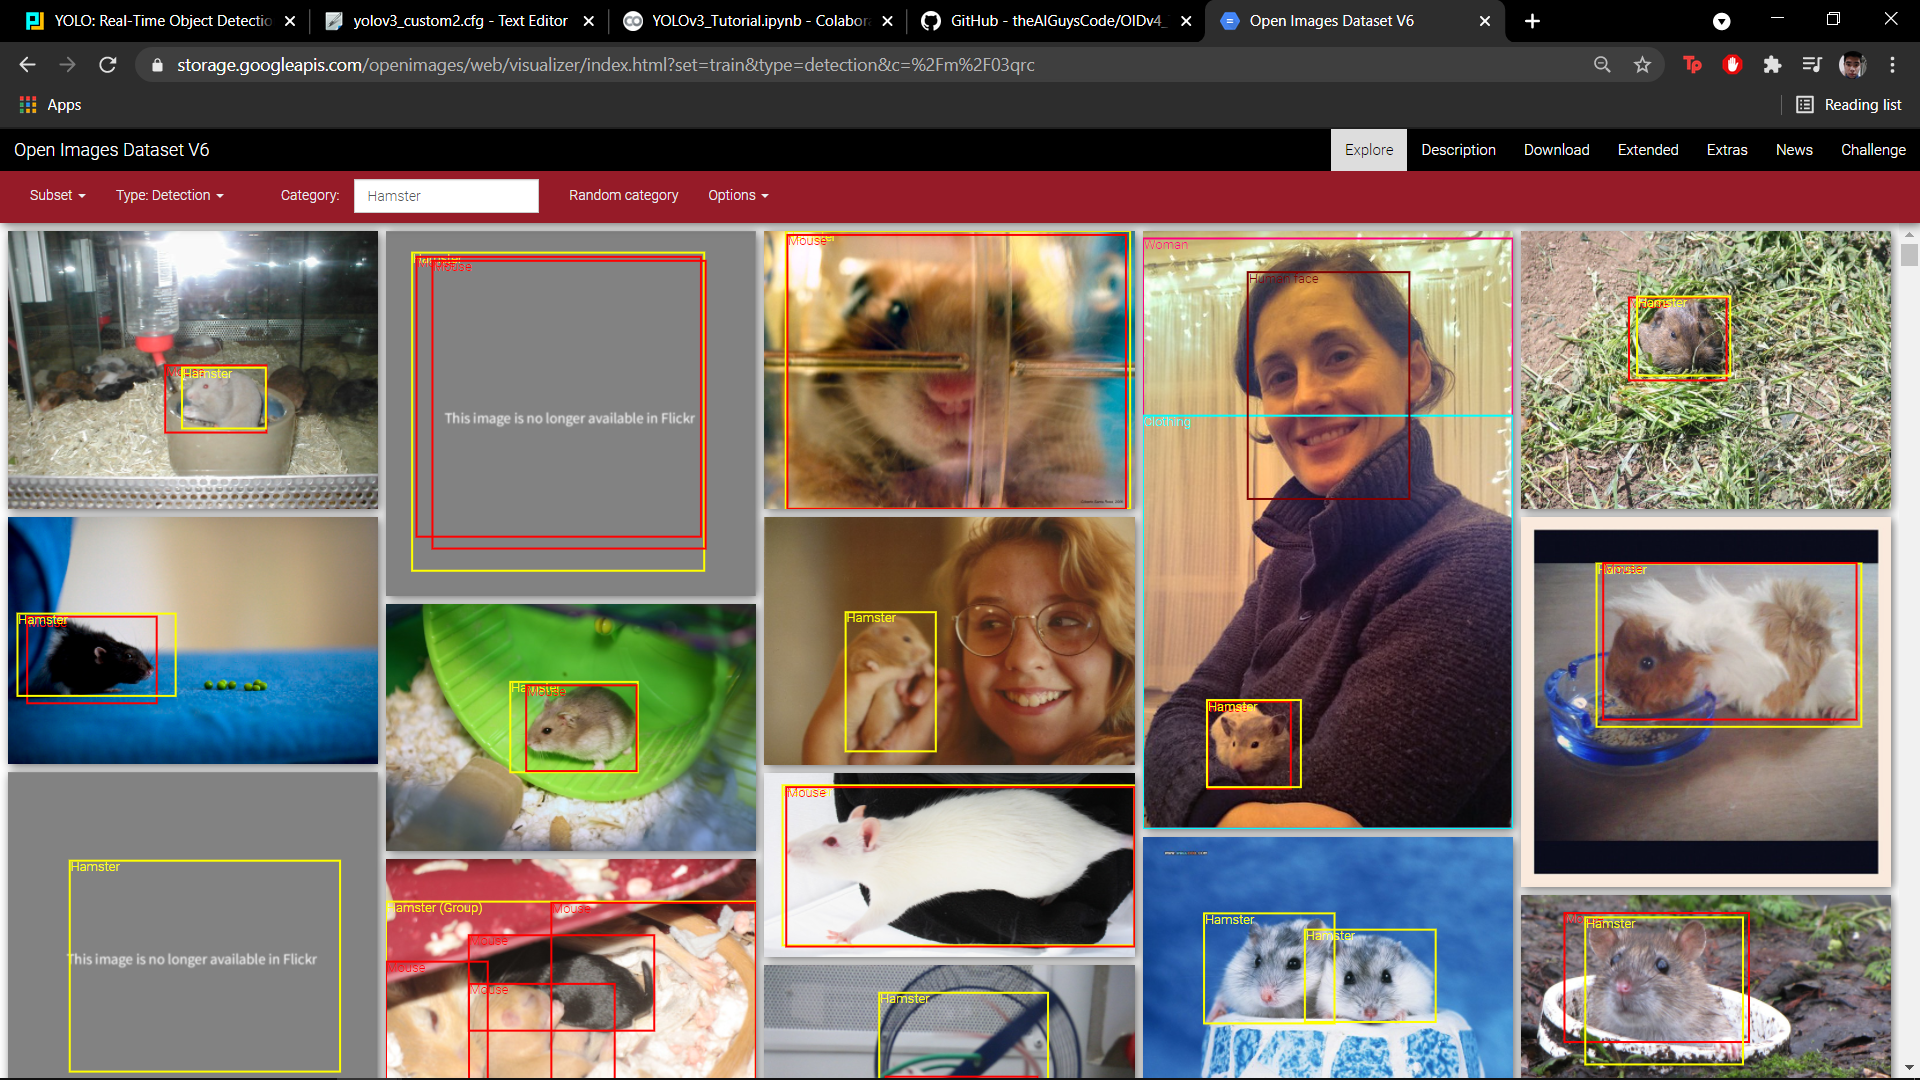 YOLO: Real-Time Object Detectio
yolov3_custom2.cfg - Text Editor
YOLOv3_Tutorial.ipynb - Colabora
GitHub - theAIGuysCode/OIDv4_
Open Images Dataset V6
storage.googleapis.com/openimages/web/visualizer/index.html?set=train&type=detection&c=%2Fm%2F03qrc
Apps
Reading list
Open Images Dataset V6
Explore
Description
Download
Extended
Extras
News
Challenge
Subset
Type: Detection
Category:
Hamster
Random category
Options
Hamster
Hamster
Mouse
This image is no longer available in Flickr
Mouse
Woman
Human face
Clothing
Hamster
Hamster
Hamster
Mouse
Hamster
Mouse
Hamster
Hamster
Hamster
This image is no longer available in Flickr
Hamster (Group)
Mouse
Mouse
Mouse
Mouse
Mouse
Hamster
Hamster
Hamster
Hamster